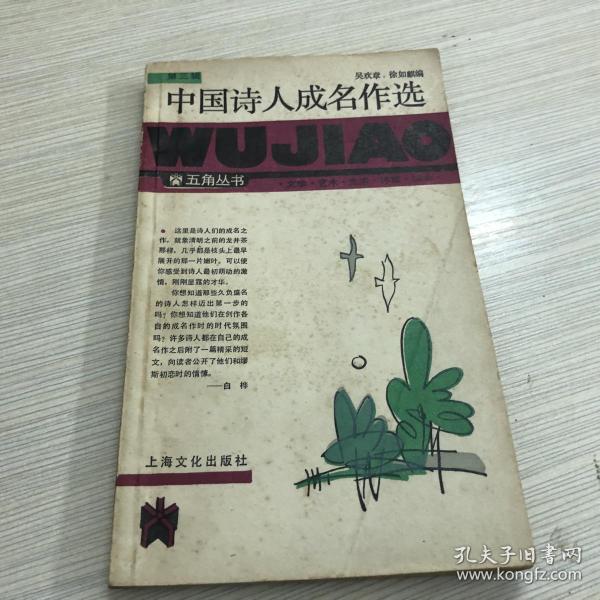 第三辑
吴欢章·徐如麒编
中国诗人成名作选
WUJIAO
五角丛书
●这里是诗人们的成名之
作。就象清明之前的龙井茶
那样，几乎都是枝头上最早
展开的那一片嫩叶。可以使
你感受到诗人最初萌动的激
情，刚刚显露的才华。
你想知道那些久负盛名
的诗人怎样迈出第一步的
吗？你想知道他们在创作各
自的成名作时的时代氛围
吗？许多诗人都在自己的成
名作之后附了一篇精采的短
文，向读者公开了他们和缪
斯初恋时的情愫。
——白桦
上海文化出版社
孔夫子旧书网
www.kongfz.com